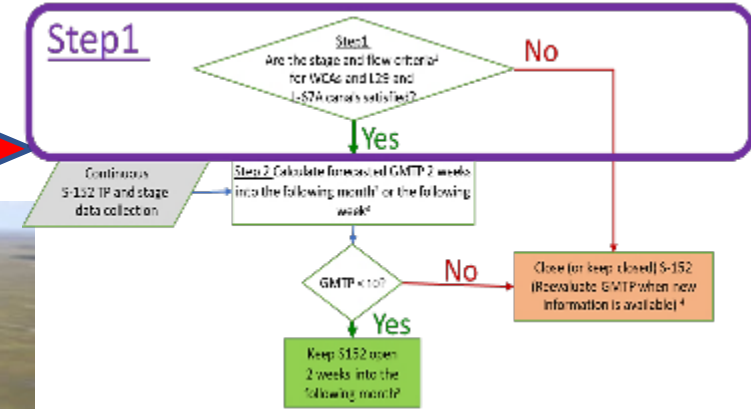 Step1
Step1
Are the stage and flow criteria
for WCAs and L29 and
L-67A canals satisfied?
No
Yes
Continuous
S-152 TP and stage
data collection
Step 2 Calculate forecasted GMTP 2 weeks
into the following month or the following
week
GMTP < 10?
No
Yes
Close (or keep closed) S-152
(Reevaluate GMTP when new
information is available) 4
Keep S152 open
2 weeks into the
following month